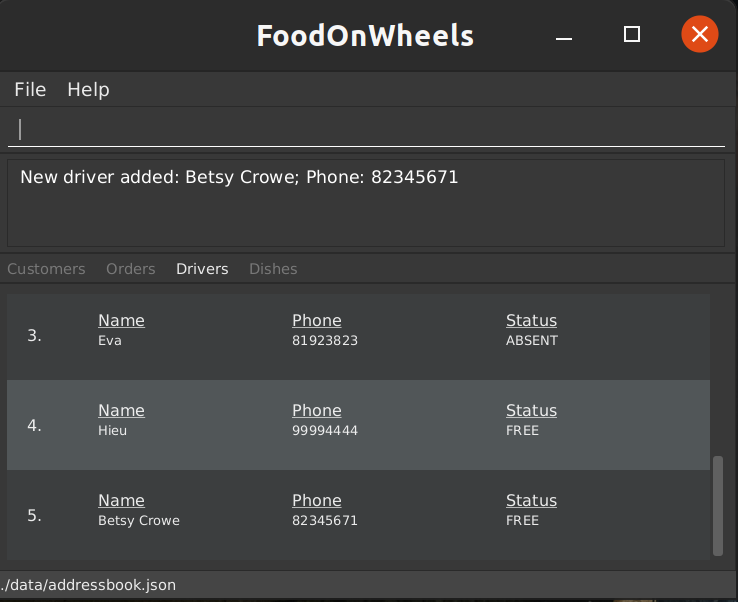 FoodOnWheels
File Help
New driver added: Betsy Crowe; Phone: 82345671
Customers Orders Drivers Dishes
3. Name Phone Status
Eva 81923823 ABSENT
4. Name Phone Status
Hieu 99994444 FREE
5. Name Phone Status
Betsy Crowe 82345671 FREE
./data/addressbook.json